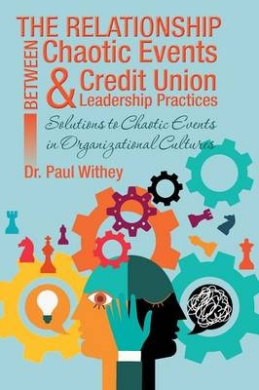 THE RELATIONSHIP
BETWEEN
Chaotic Events
& Credit Union
Leadership Practices
Solutions to Chaotic Events
in Organizational Cultures
Dr. Paul Withey